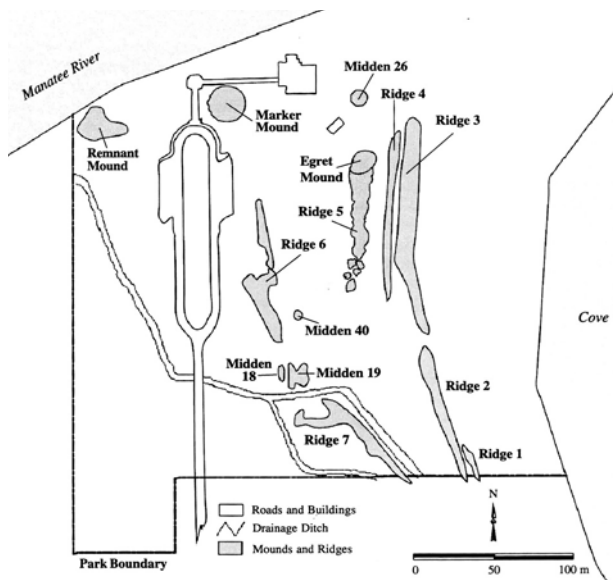 Manatee River
Midden 26
Ridge 4
Ridge 3
Marker
Mound
Remnant
Mound
Egret
Mound
Ridge 5
Ridge 6
Midden 40
Cove
Midden
18
Midden 19
Ridge 2
Ridge 7
Ridge 1
Roads and Buildings
Drainage Ditch
Mounds and Ridges
N
Park Boundary
0 50 100 m